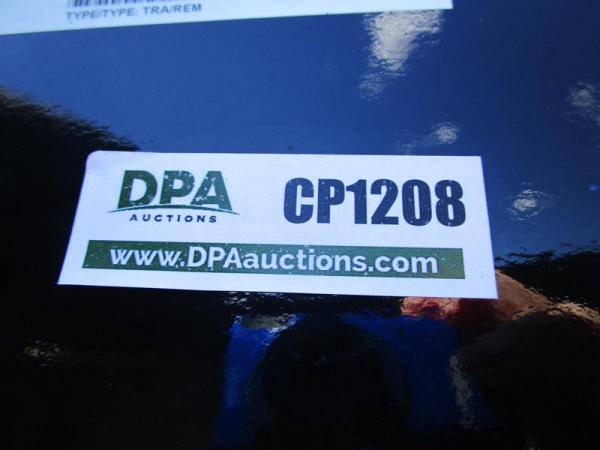 TYPE/TYPE: TRA/REM
DPA
AUCTIONS
CP1208
www.DPAauctions.com